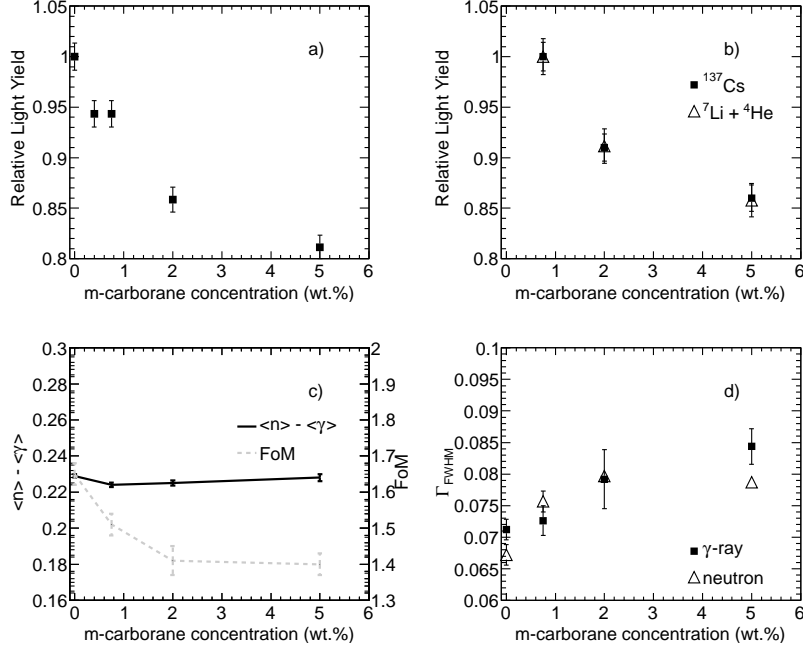 1.05
1
0.95
0.9
0.85
0.8
Relative Light Yield
a)
0 1 2 3 4 5 6
m-carborane concentration (wt.%)
1.05
1
0.95
0.9
0.85
0.8
Relative Light Yield
b)
¹³⁷Cs
⁷Li + ⁴He
0 1 2 3 4 5 6
m-carborane concentration (wt.%)
0.3
0.28
0.26
0.24
0.22
0.2
0.18
0.16
<n> - <γ>
c)
<n> - <γ>
FoM
2
1.9
1.8
1.7
1.6
1.5
1.4
1.3
FoM
0 1 2 3 4 5 6
m-carborane concentration (wt.%)
0.1
0.095
0.09
0.085
0.08
0.075
0.07
0.065
0.06
Γ_FWHM
d)
γ-ray
neutron
0 1 2 3 4 5 6
m-carborane concentration (wt.%)